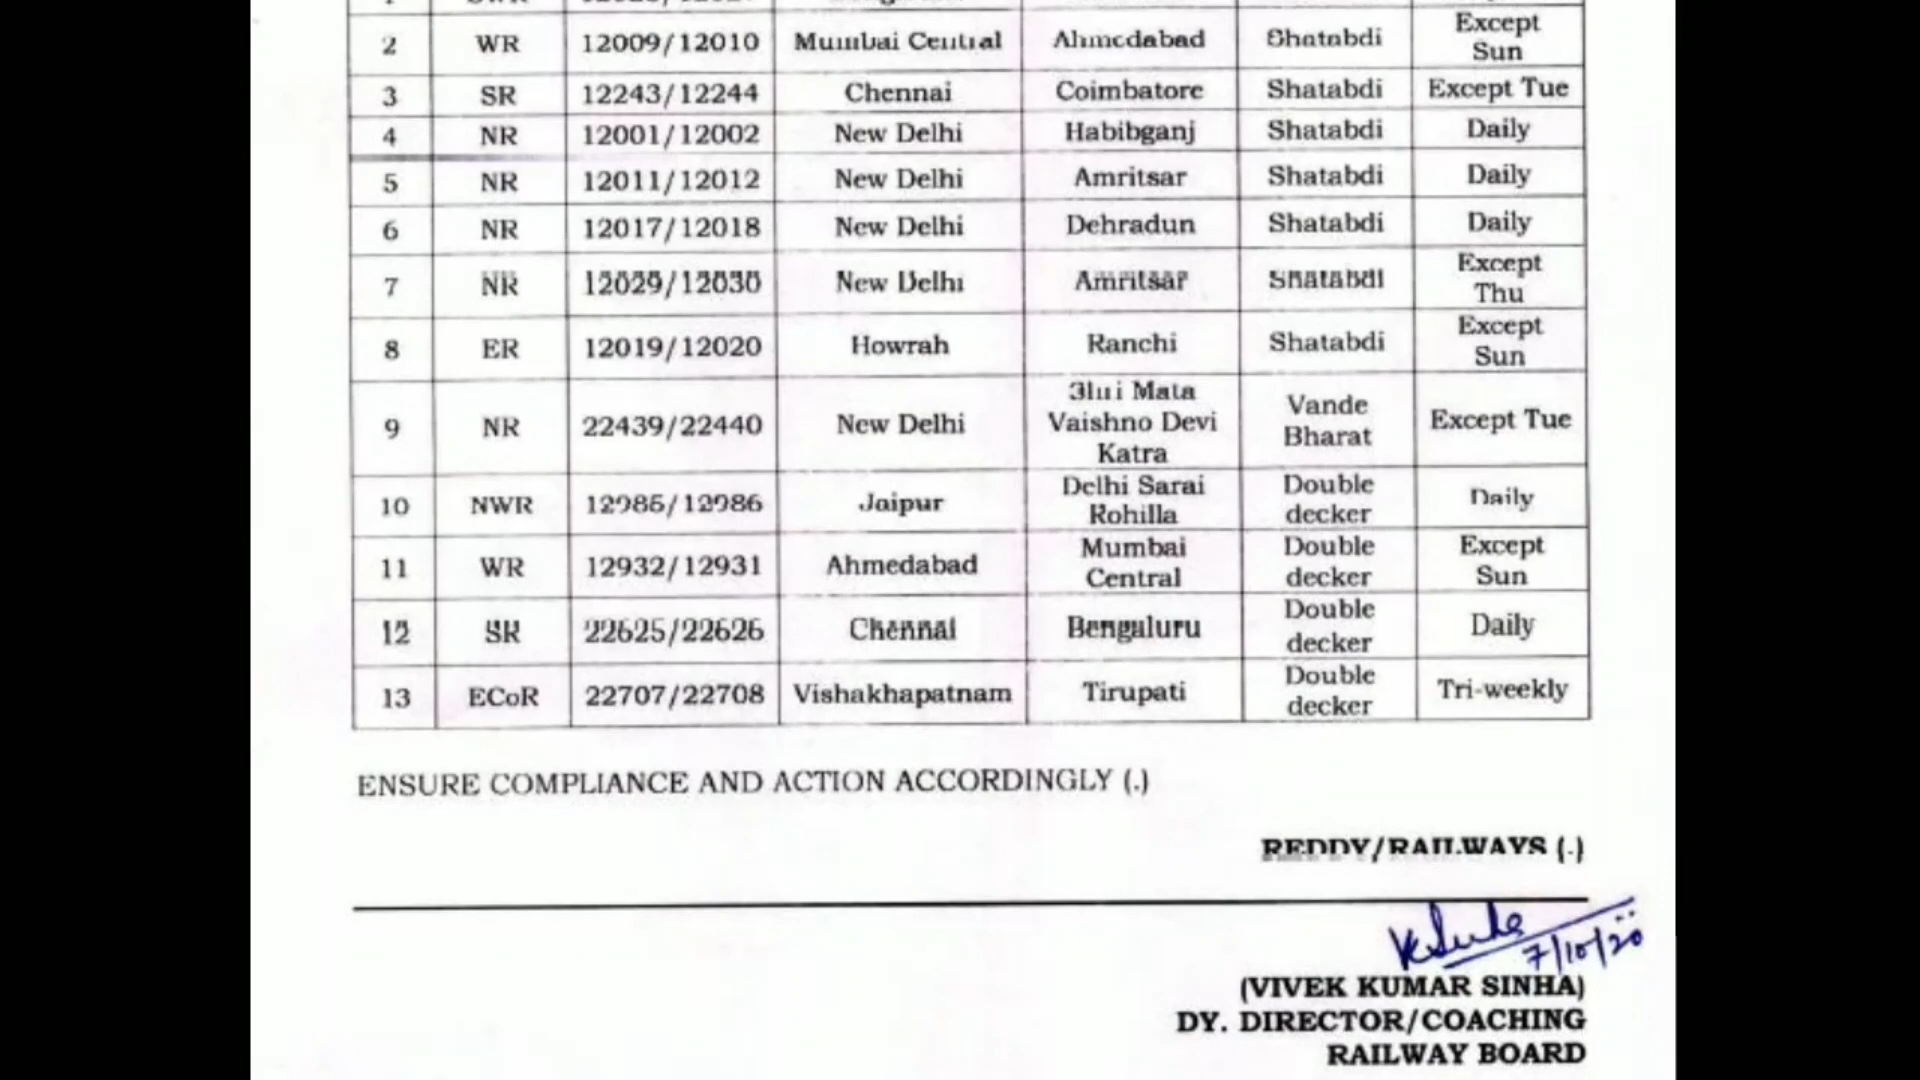 2 WR 12009/12010 Mumbai Central Ahmedabad Shatabdi Except Sun
3 SR 12243/12244 Chennai Coimbatore Shatabdi Except Tue
4 NR 12001/12002 New Delhi Habibganj Shatabdi Daily
5 NR 12011/12012 New Delhi Amritsar Shatabdi Daily
6 NR 12017/12018 New Delhi Dehradun Shatabdi Daily
7 NR 12029/12030 New Delhi Amritsar Shatabdi Except Thu
8 ER 12019/12020 Howrah Ranchi Shatabdi Except Sun
9 NR 22439/22440 New Delhi Shri Mata Vaishno Devi Katra Vande Bharat Except Tue
10 NWR 12985/12986 Jaipur Delhi Sarai Rohilla Double decker Daily
11 WR 12932/12931 Ahmedabad Mumbai Central Double decker Except Sun
12 SR 22625/22626 Chennai Bengaluru Double decker Daily
13 ECoR 22707/22708 Vishakhapatnam Tirupati Double decker Tri-weekly
ENSURE COMPLIANCE AND ACTION ACCORDINGLY (.)
REDDY/RAILWAYS (.)
7/10/20
(VIVEK KUMAR SINHA)
DY. DIRECTOR/COACHING
RAILWAY BOARD